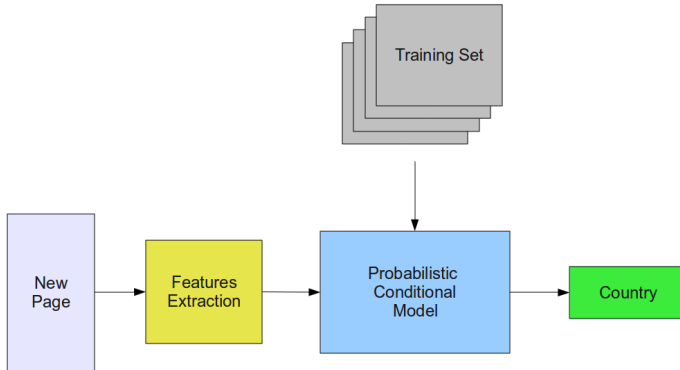 Training Set
New
Page
Features
Extraction
Probabilistic
Conditional
Model
Country